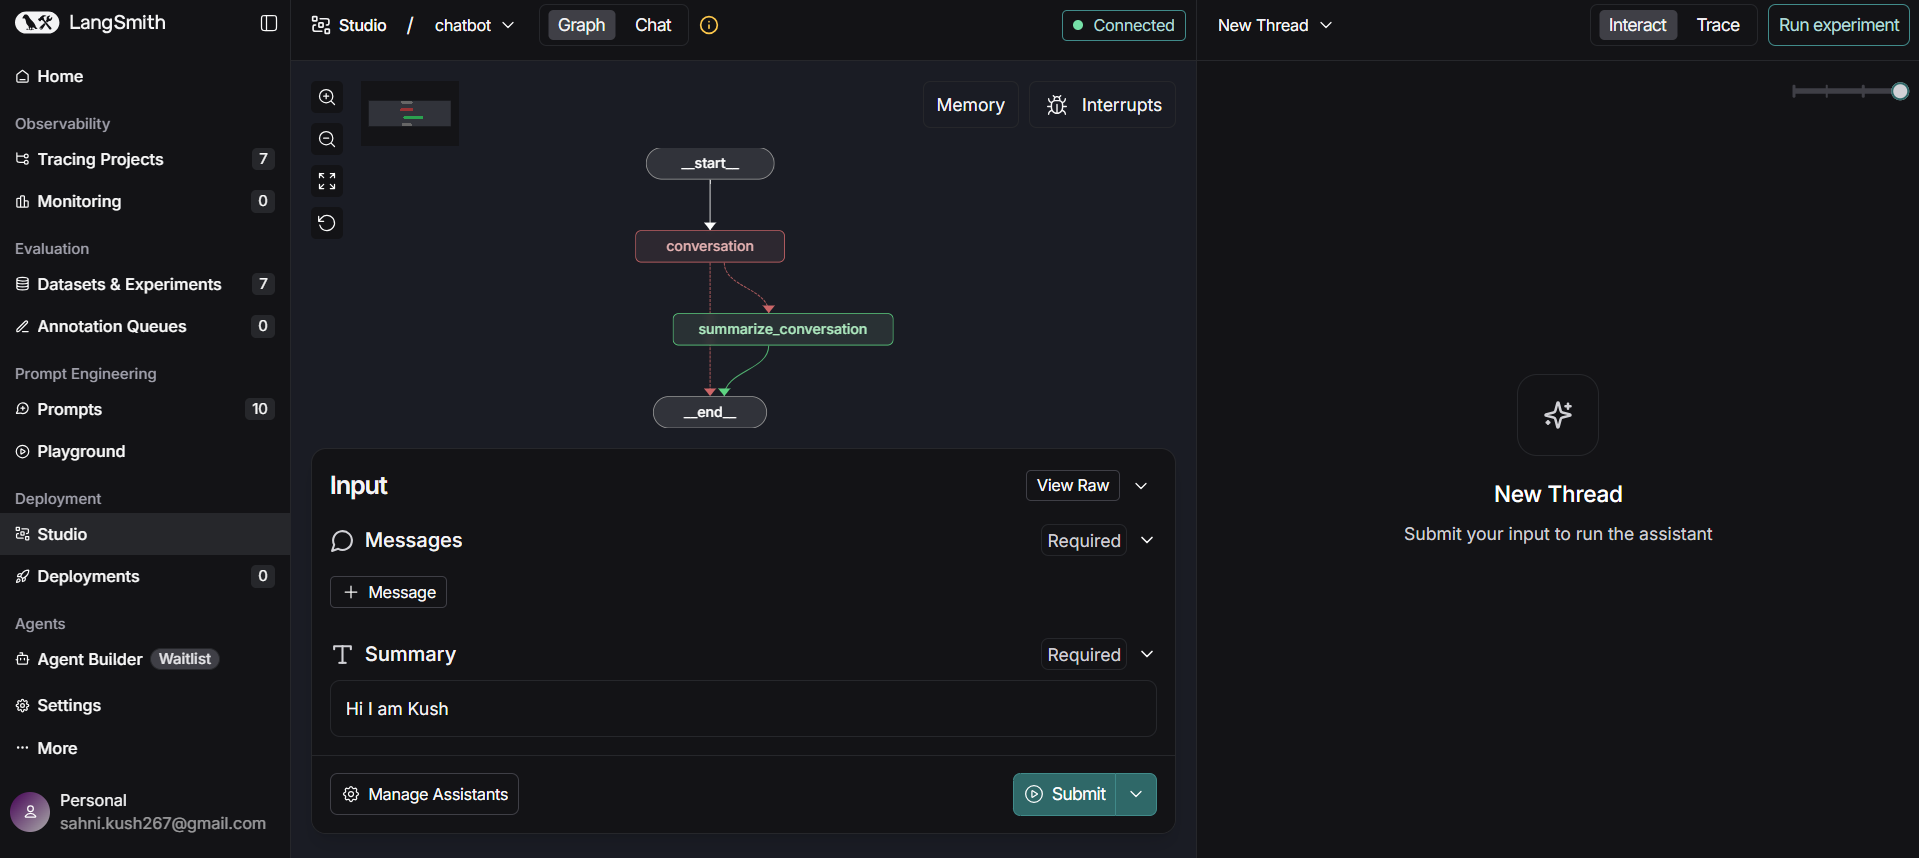 LangSmith
Home
Observability
Tracing Projects 7
Monitoring 0
Evaluation
Datasets & Experiments 7
Annotation Queues 0
Prompt Engineering
Prompts 10
Playground
Deployment
Studio
Deployments 0
Agents
Agent Builder Waitlist
Settings
More
Personal
sahni.kush267@gmail.com
Studio / chatbot
Graph Chat
Connected
Memory
Interrupts
__start__
conversation
summarize_conversation
__end__
Input
View Raw
Messages
Required
+ Message
Summary
Required
Hi I am Kush
Manage Assistants
Submit
New Thread
Interact Trace
Run experiment
New Thread
Submit your input to run the assistant